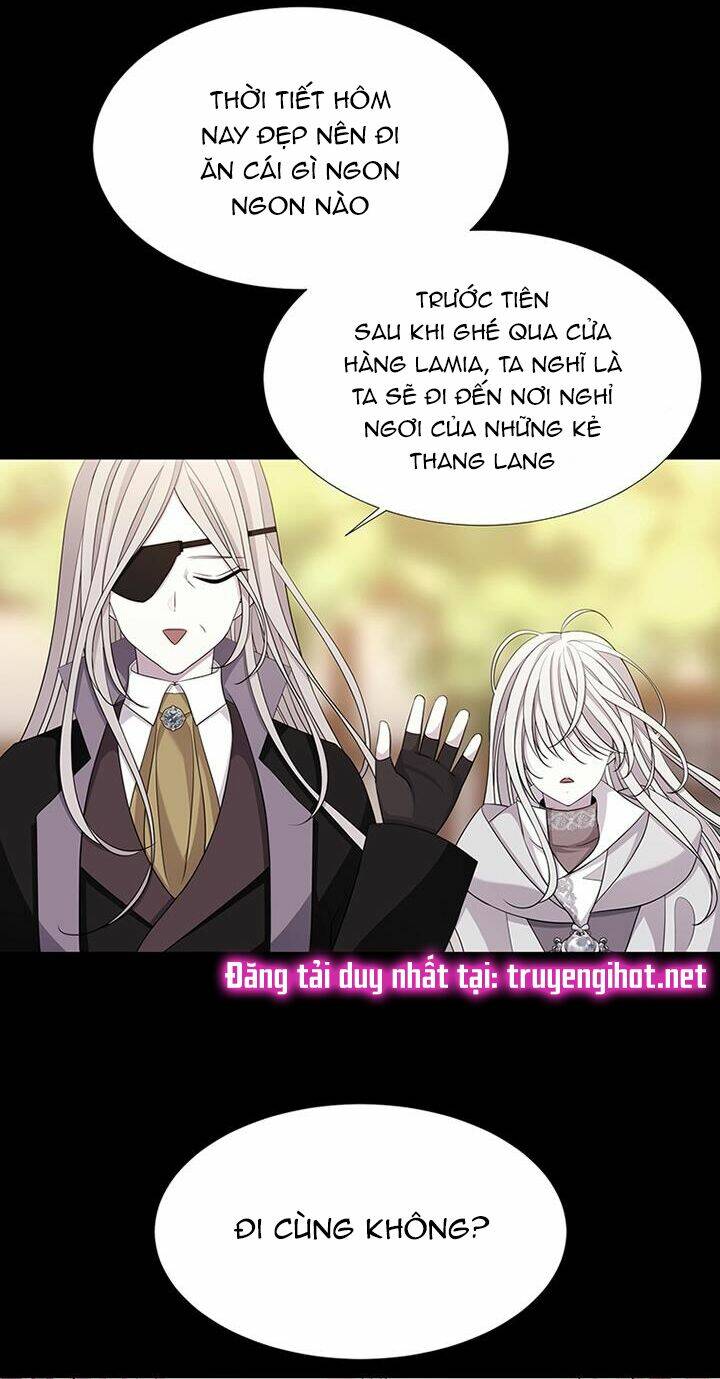 THỜI TIẾT HÔM
NAY ĐẸP NÊN ĐI
ĂN CÁI GÌ NGON
NGON NÀO
TRƯỚC TIÊN
SAU KHI GHÉ QUA CỬA
HÀNG LAMIA, TA NGHĨ LÀ
TA SẼ ĐI ĐẾN NƠI NGHỈ
NGƠI CỦA NHỮNG KẺ
THANG LANG
Đăng tải duy nhất tại: truyengihot.net
ĐI CÙNG KHÔNG?